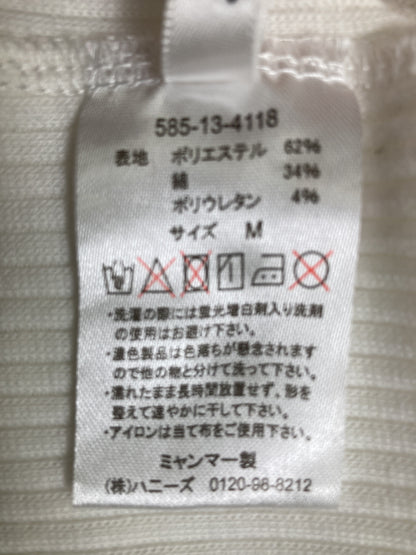 585-13-4118
表地 ポリエステル 62%
綿 34%
ポリウレタン 4%
サイズ M
・洗濯の際には蛍光増白剤入り洗剤
の使用はお避け下さい。
・濃色製品は色落ちが懸念されます
ので他の物と分けて洗って下さい。
・濡れたまま長時間放置せず、形を
整えて速やかに干して下さい。
・アイロンは当て布をご使用下さい。
ミャンマー製
(株)ハニーズ 0120-98-8212